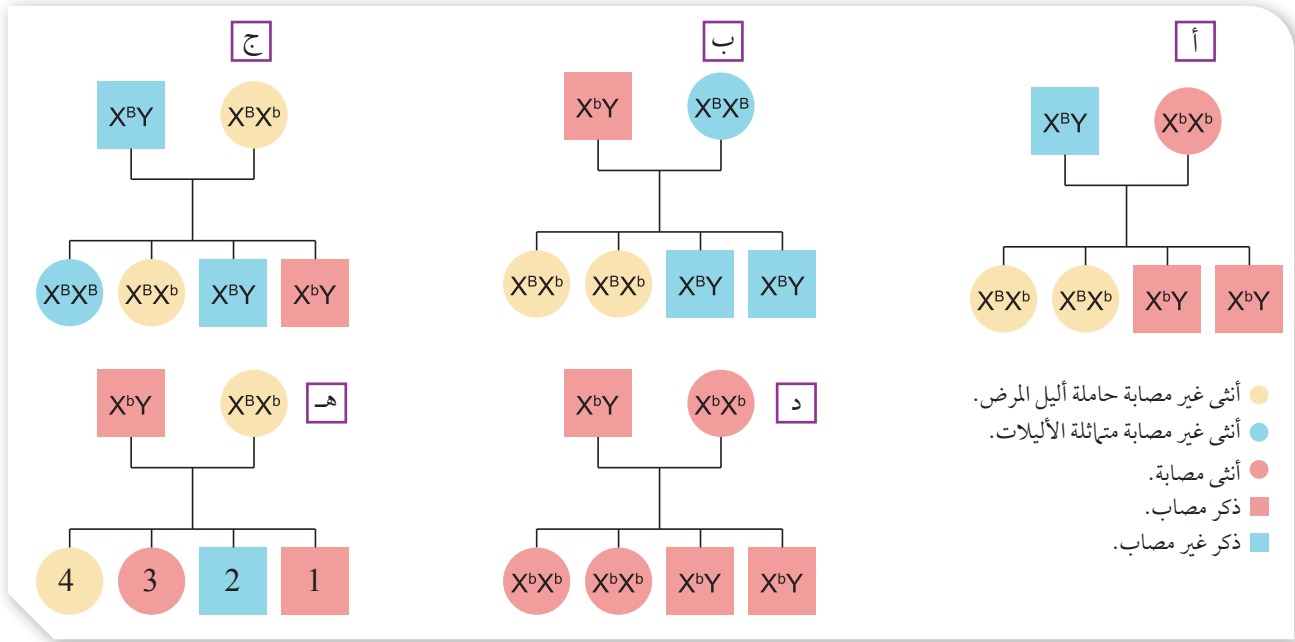 أ
XᴮY XᵇXᵇ
XᴮXᵇ XᴮXᵇ XᵇY XᵇY
ب
XᵇY XᴮXᴮ
XᴮXᵇ XᴮXᵇ XᴮY XᴮY
ج
XᴮY XᴮXᵇ
XᴮXᴮ XᴮXᵇ XᴮY XᵇY
أنثى غير مصابة حاملة أليل المرض.
أنثى غير مصابة متماثلة الأليلات.
أنثى مصابة.
ذكر مصاب.
ذكر غير مصاب.
د
XᵇY XᵇXᵇ
XᵇXᵇ XᵇXᵇ XᵇY XᵇY
هـ
XᵇY XᴮXᵇ
4 3 2 1